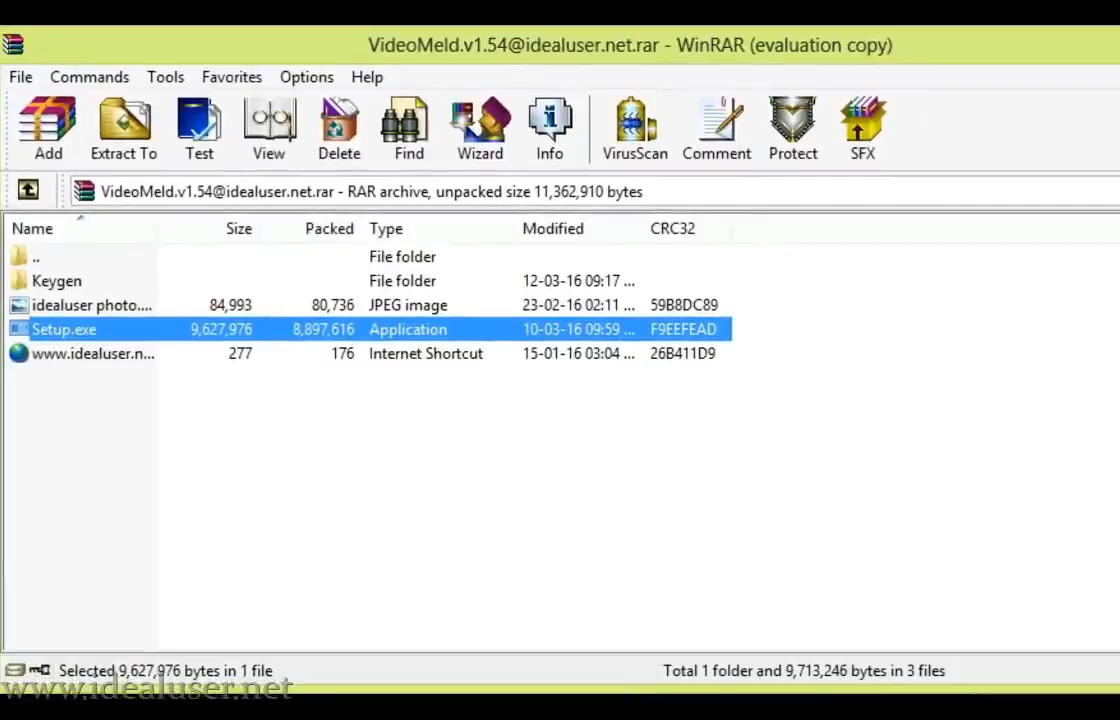 VideoMeld.v1.54@idealuser.net.rar - WinRAR (evaluation copy)
File Commands Tools Favorites Options Help
Add Extract To Test View Delete Find Wizard Info VirusScan Comment Protect SFX
VideoMeld.v1.54@idealuser.net.rar - RAR archive, unpacked size 11,362,910 bytes
Name Size Packed Type Modified CRC32
.. File folder
Keygen File folder 12-03-16 09:17 ...
idealuser photo.... 84,993 80,736 JPEG image 23-02-16 02:11 ... 59B8DC89
Setup.exe 9,627,976 8,897,616 Application 10-03-16 09:59 ... F9EEFEAD
www.idealuser.n... 277 176 Internet Shortcut 15-01-16 03:04 ... 26B411D9
Selected 9,627,976 bytes in 1 file Total 1 folder and 9,713,246 bytes in 3 files
www.idealuser.net